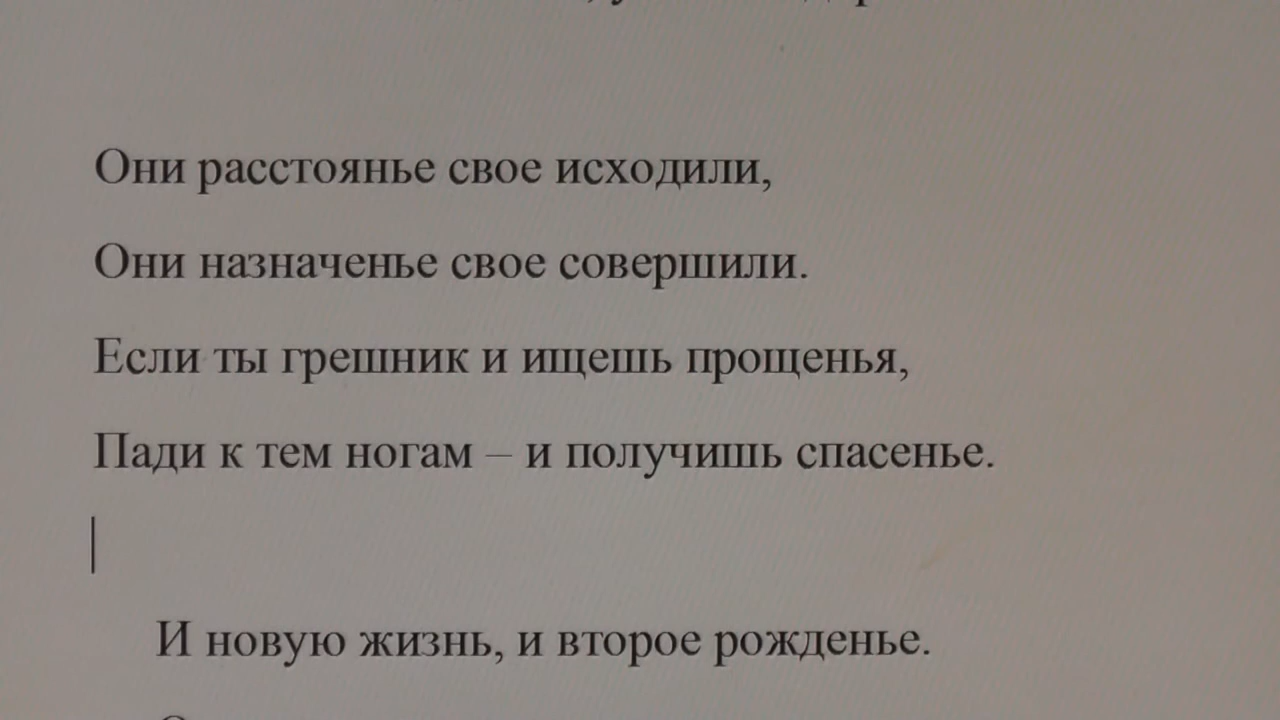 Они расстоянье свое исходили,
Они назначенье свое совершили.
Если ты грешник и ищешь прощенья,
Пади к тем ногам – и получишь спасенье.
И новую жизнь, и второе рожденье.